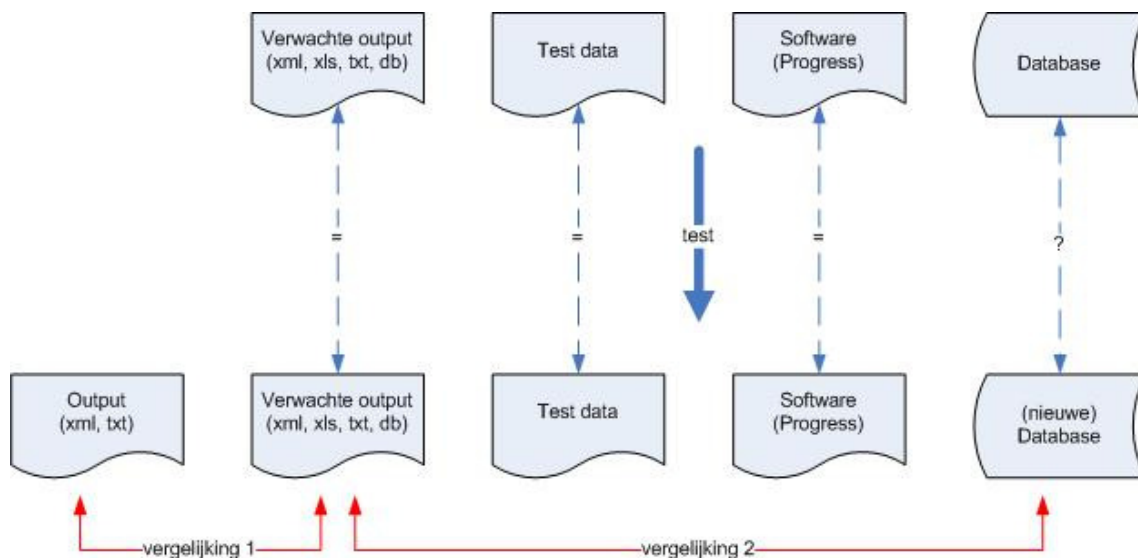 Verwachte output
(xml, xls, txt, db)
Test data
Software
(Progress)
Database
=
=
test
=
?
Output
(xml, txt)
Verwachte output
(xml, xls, txt, db)
Test data
Software
(Progress)
(nieuwe)
Database
vergelijking 1
vergelijking 2